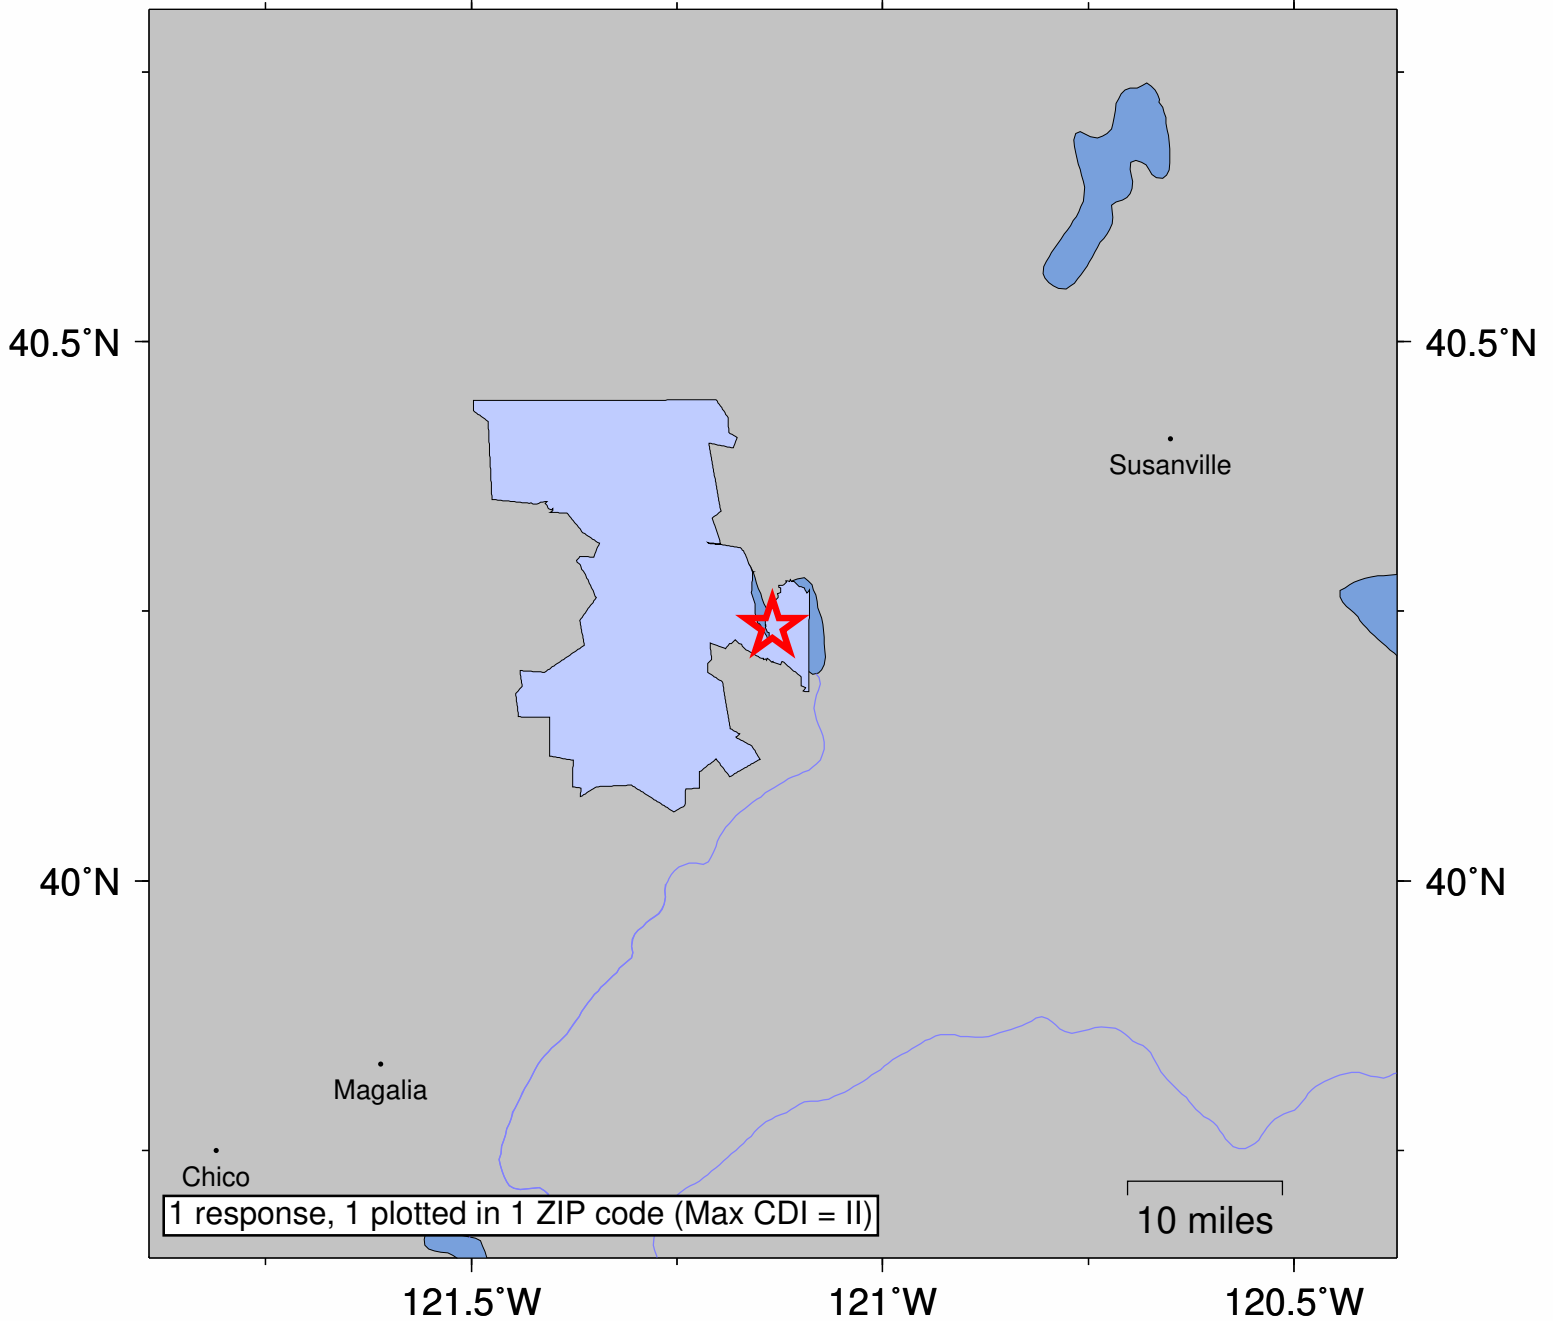 40.5°N
40.5°N
Susanville
40°N
40°N
Magalia
Chico
1 response, 1 plotted in 1 ZIP code (Max CDI = II)
10 miles
121.5°W
121°W
120.5°W